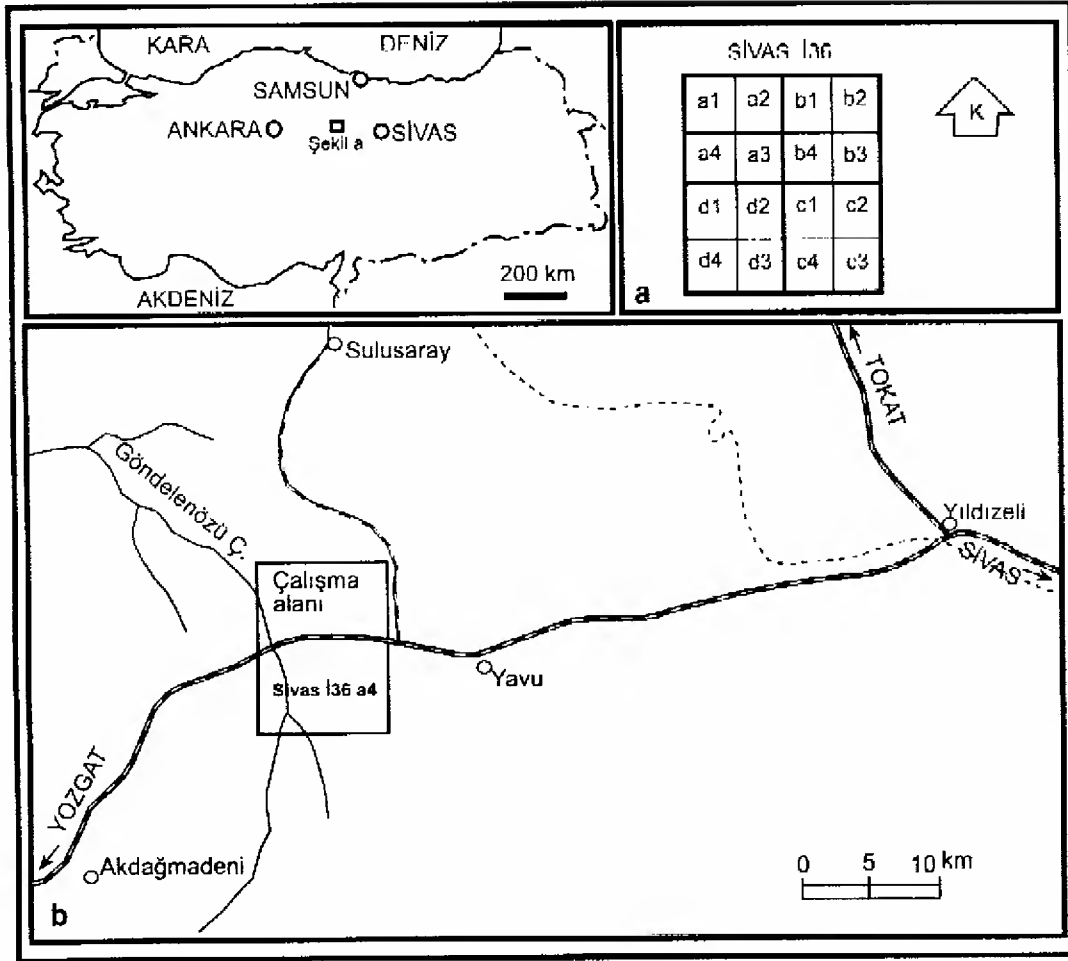 KARA DENİZ
SAMSUN
ANKARA
SİVAS
Şekil a
200 km
AKDENİZ
SİVAS İ36
a1 a2 b1 b2
a4 a3 b4 b3
d1 d2 c1 c2
d4 d3 c4 c3
K
a
Sulusaray
TOKAT
Göndelenözü Ç.
Yıldızeli
SİVAS
Çalışma
alanı
Sivas İ36 a4
Yavu
YOZGAT
Akdağmadeni
0 5 10 km
b